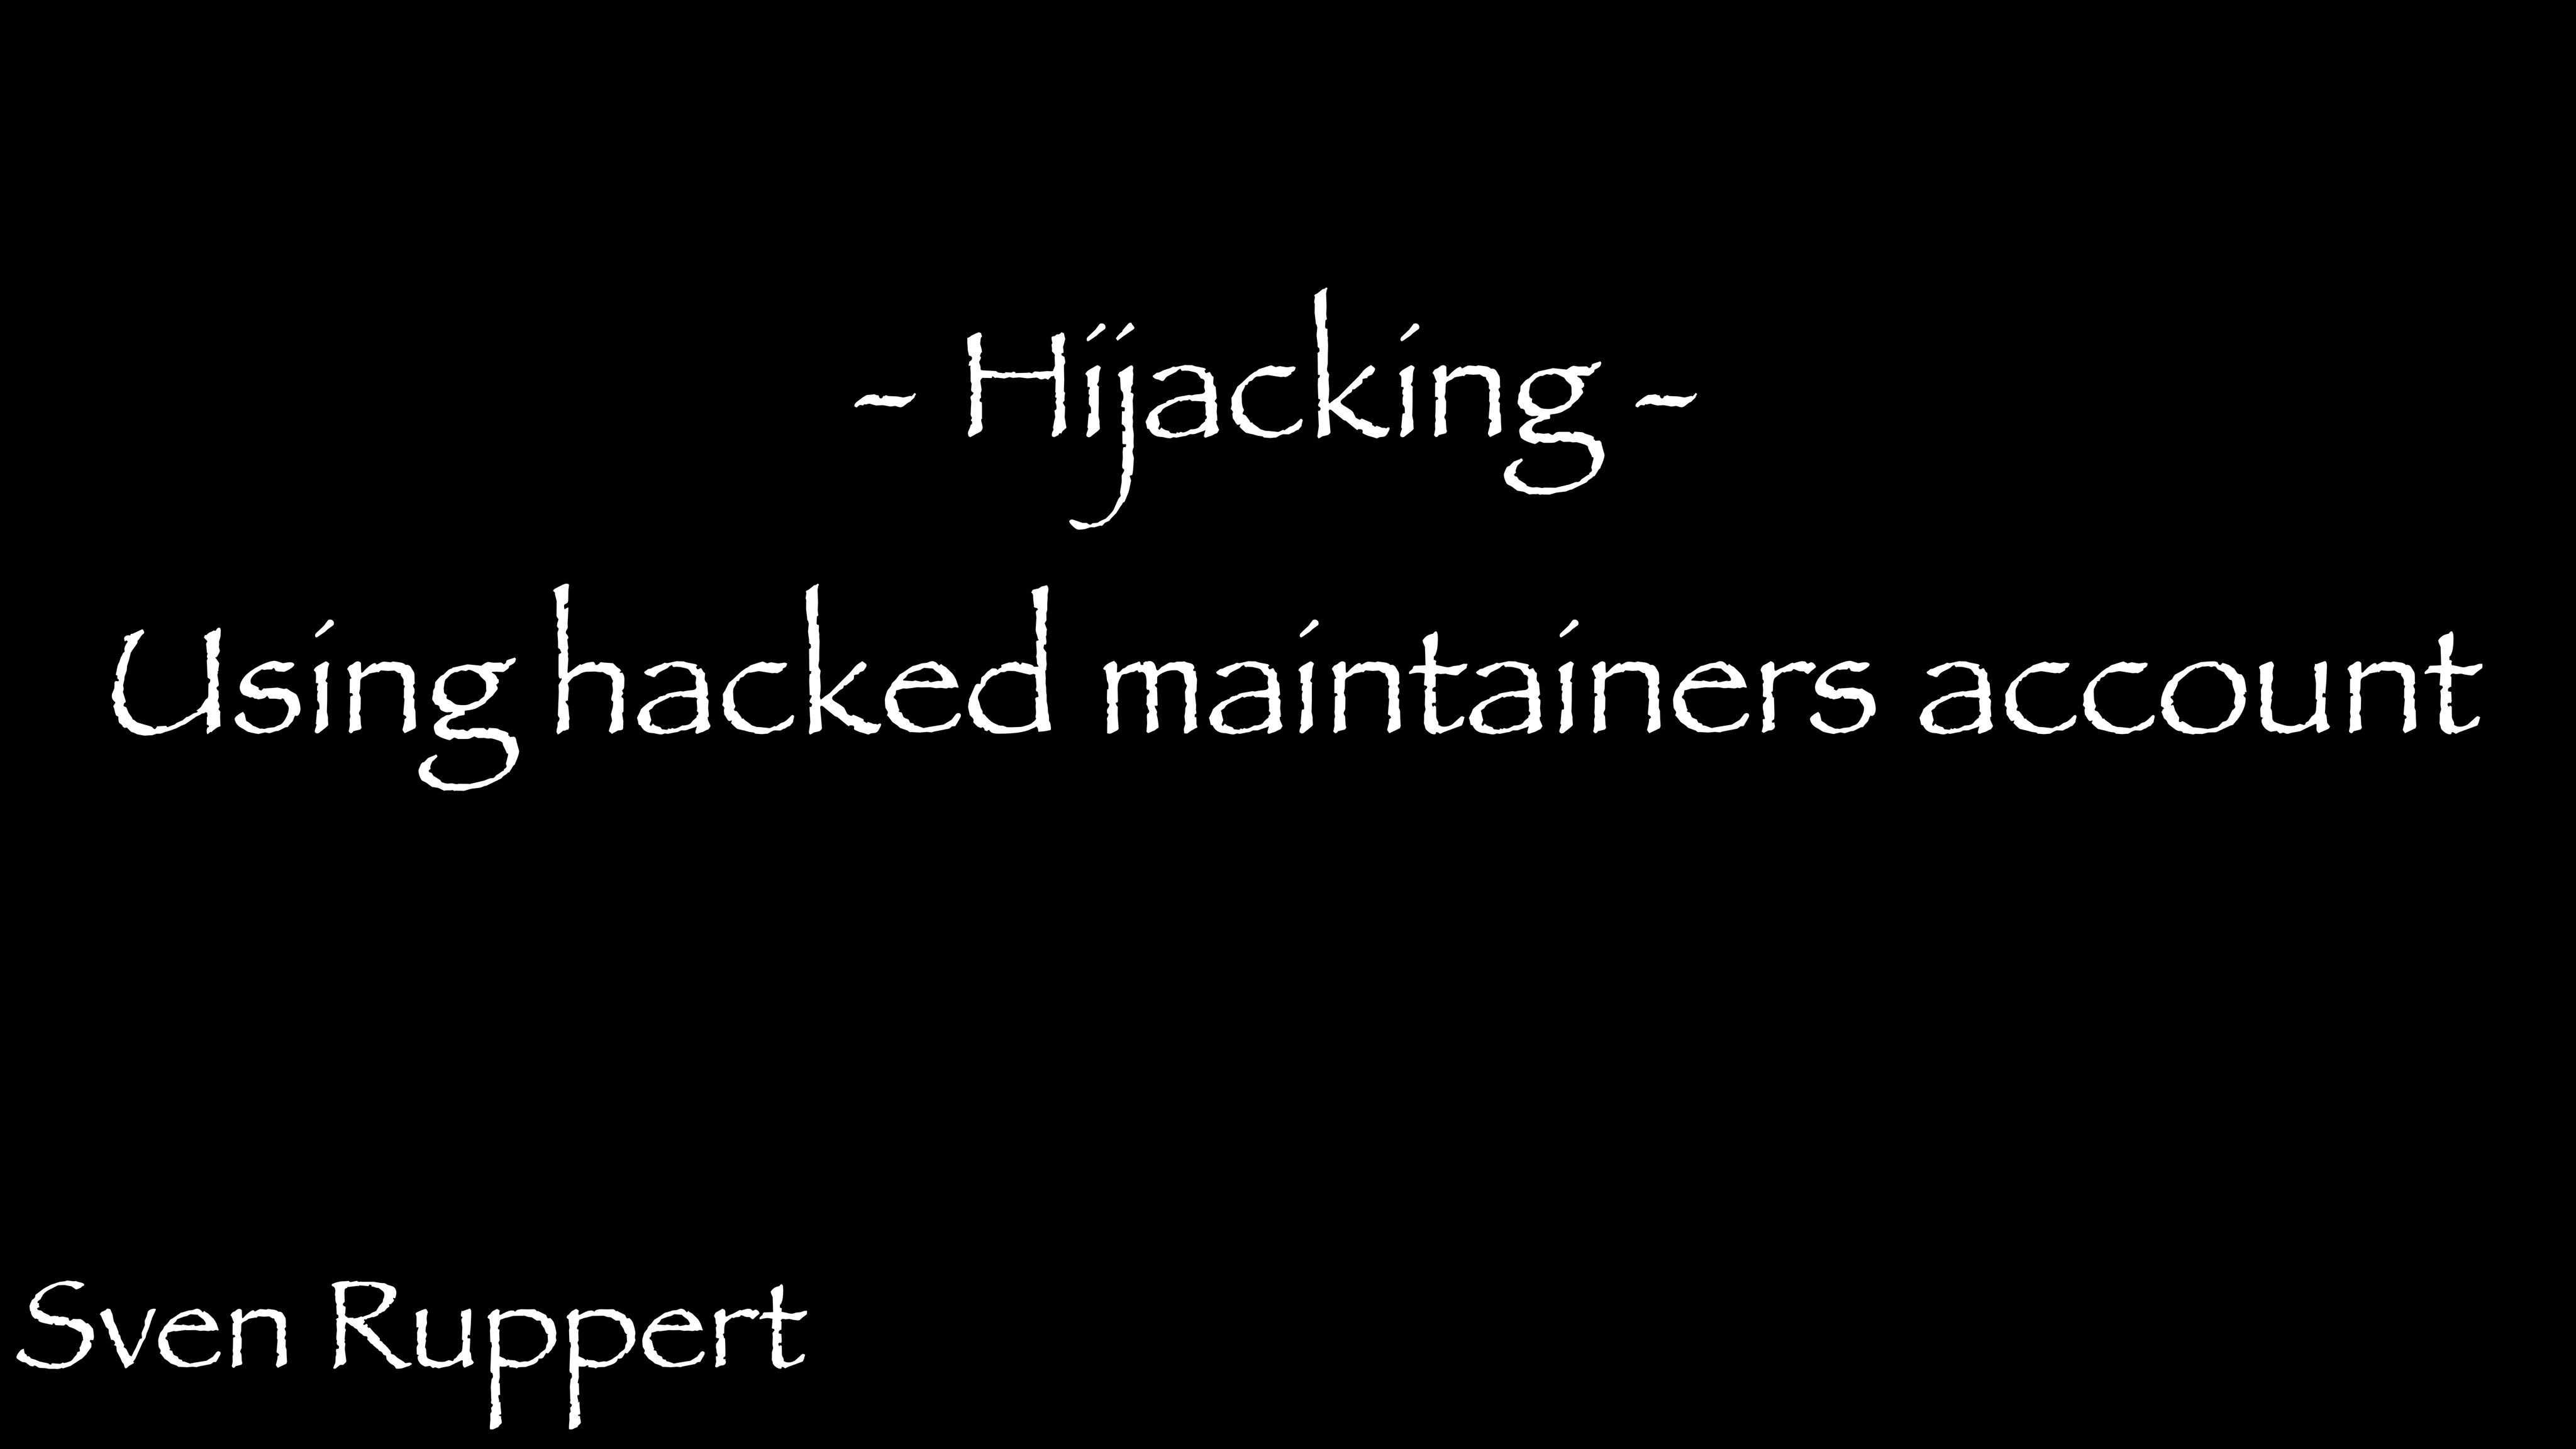 - Hijacking -
Using hacked maintainers account
Sven Ruppert